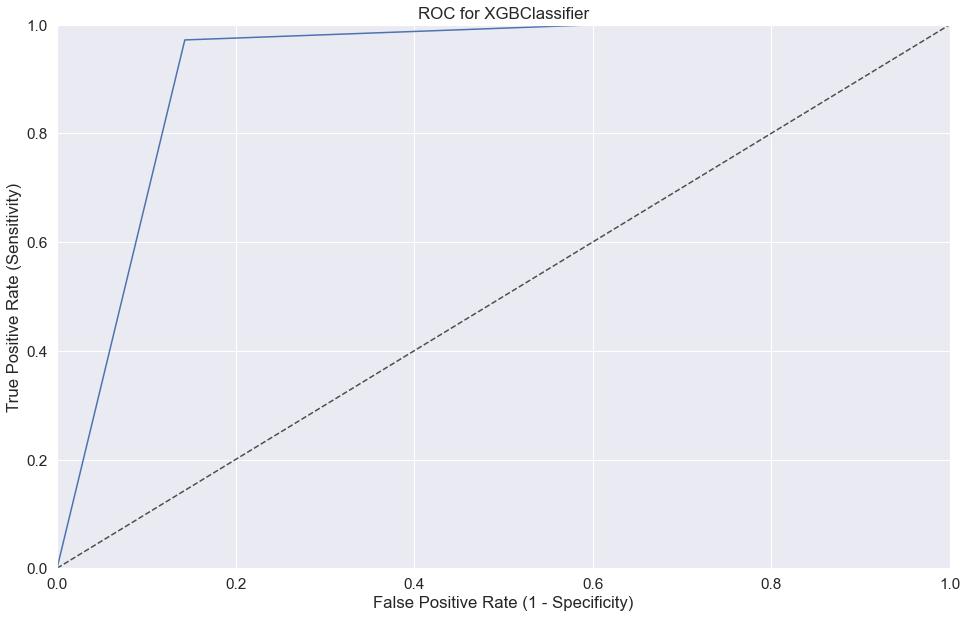 ROC for XGBClassifier
True Positive Rate (Sensitivity)
1.0
0.8
0.6
0.4
0.2
0.0
0.0 0.2 0.4 0.6 0.8 1.0
False Positive Rate (1 - Specificity)